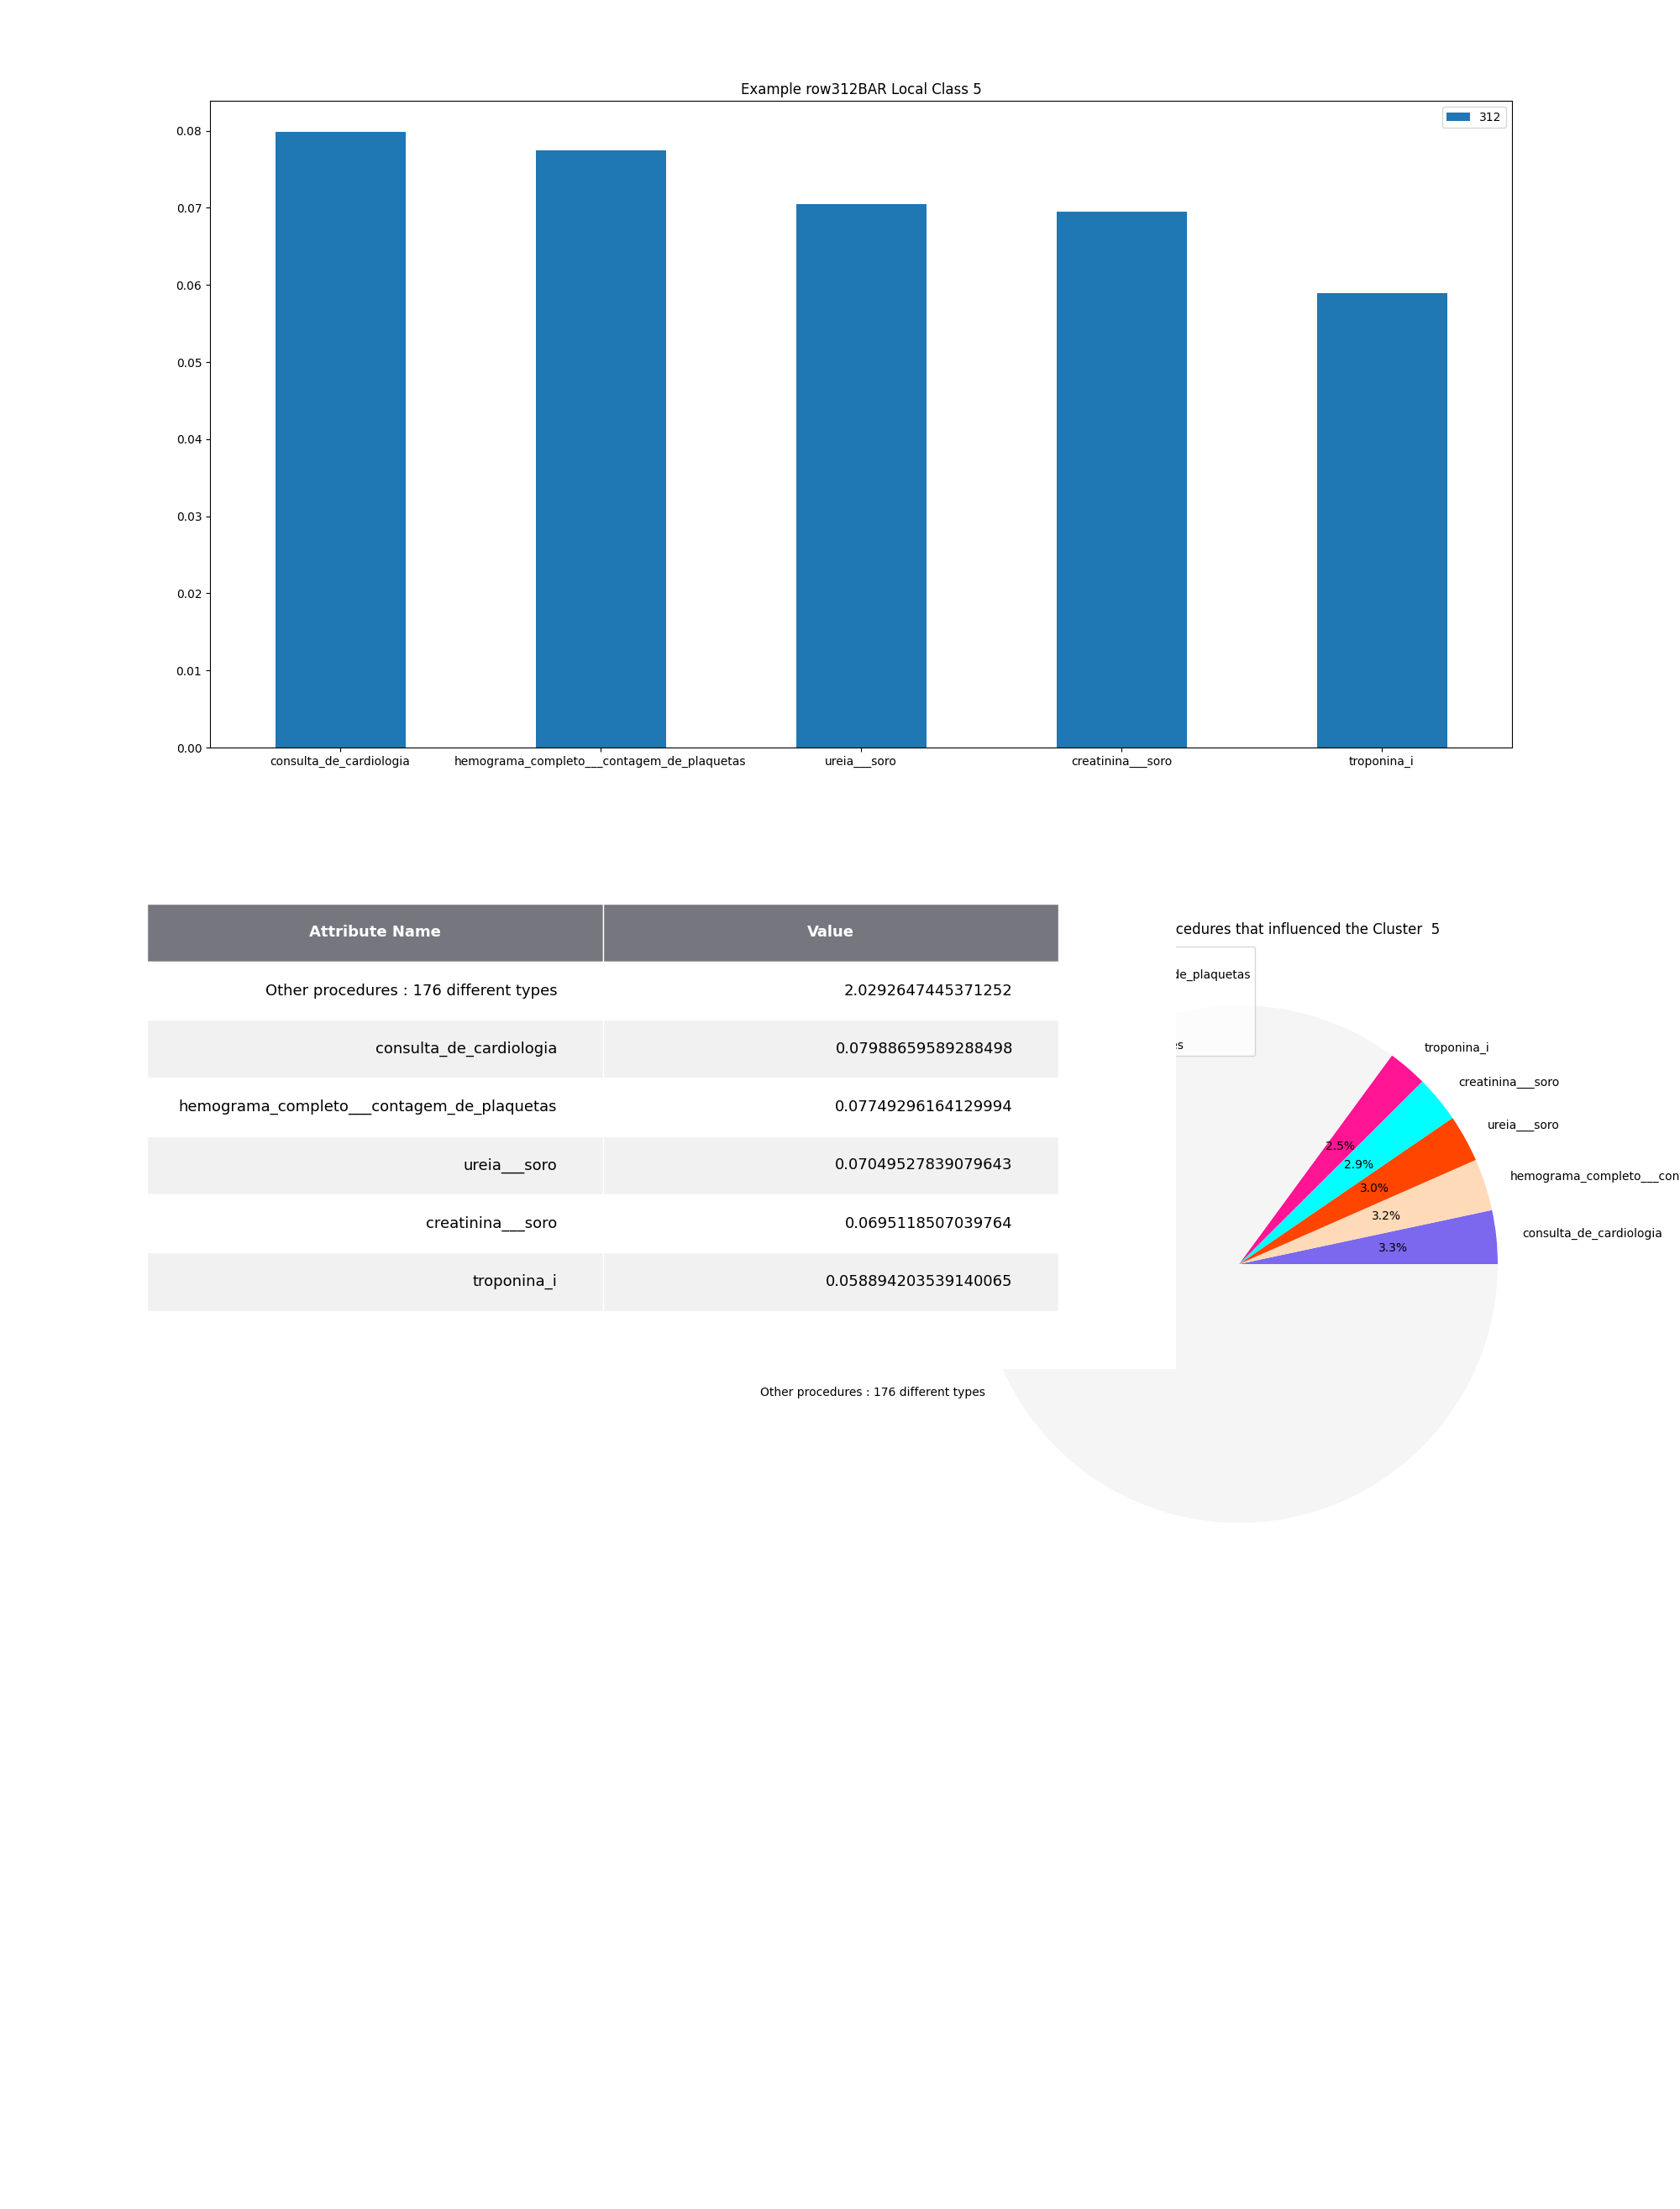 Example row312BAR Local Class 5
312
0.08
0.07
0.06
0.05
0.04
0.03
0.02
0.01
0.00
consulta_de_cardiologia
hemograma_completo___contagem_de_plaquetas
ureia___soro
creatinina___soro
troponina_i
Attribute Name Value
Other procedures : 176 different types 2.0292647445371252
consulta_de_cardiologia 0.07988659589288498
hemograma_completo___contagem_de_plaquetas 0.07749296164129994
ureia___soro 0.07049527839079643
creatinina___soro 0.0695118507039764
troponina_i 0.058894203539140065
cedures that influenced the Cluster 5
de_plaquetas
es
troponina_i
creatinina___soro
ureia___soro
hemograma_completo___con
consulta_de_cardiologia
2.5%
2.9%
3.0%
3.2%
3.3%
Other procedures : 176 different types